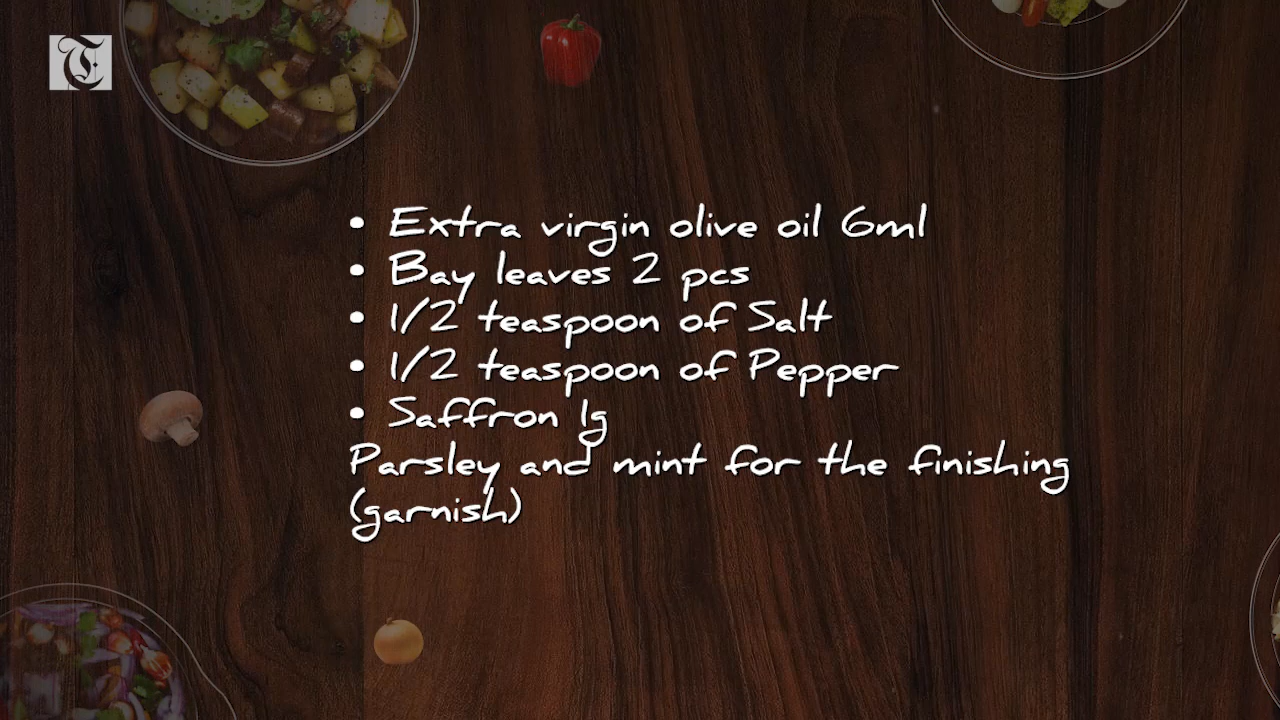 T
• Extra virgin olive oil 6ml
• Bay leaves 2 pcs
• 1/2 teaspoon of Salt
• 1/2 teaspoon of Pepper
• Saffron 1g
Parsley and mint for the finishing
(garnish)